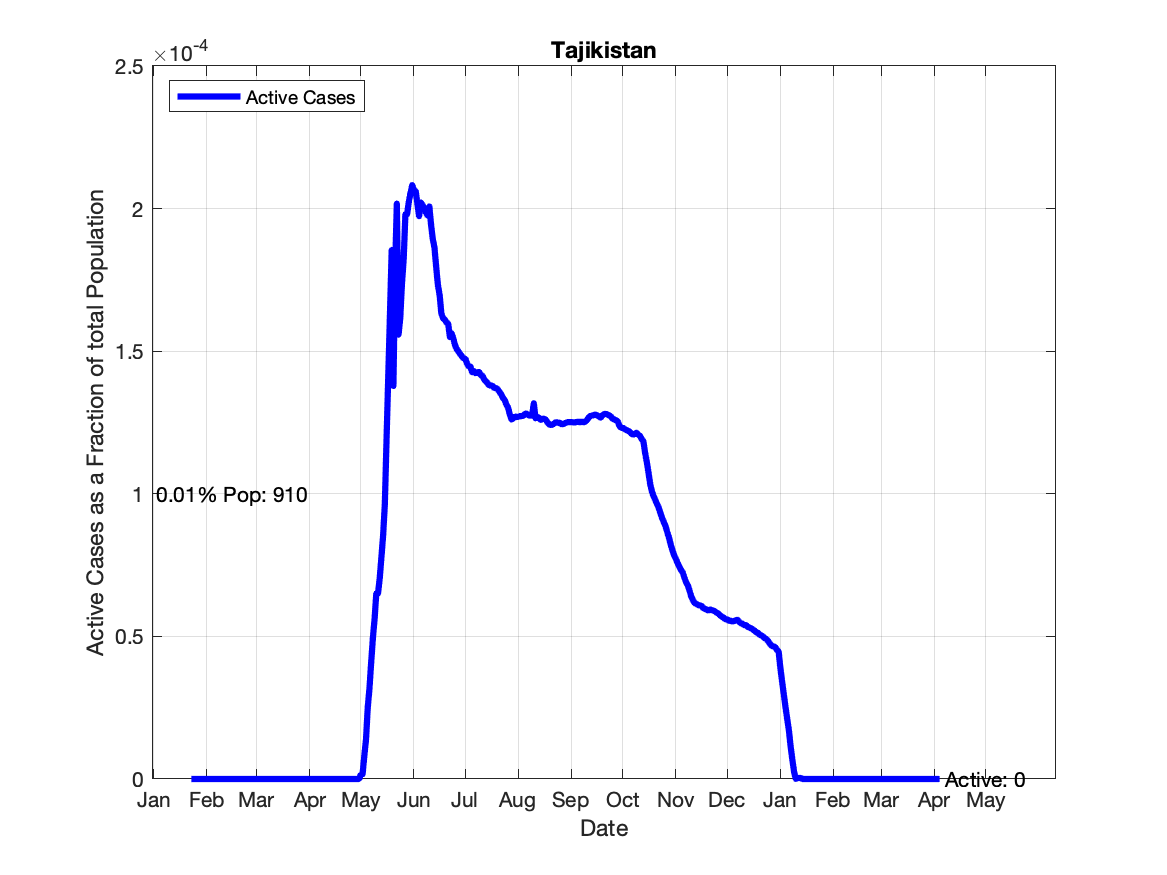 Tajikistan
×10⁻⁴
2.5
2
1.5
1
0.5
0
Active Cases
0.01% Pop: 910
Active: 0
Jan Feb Mar Apr May Jun Jul Aug Sep Oct Nov Dec Jan Feb Mar Apr May
Date
Active Cases as a Fraction of total Population